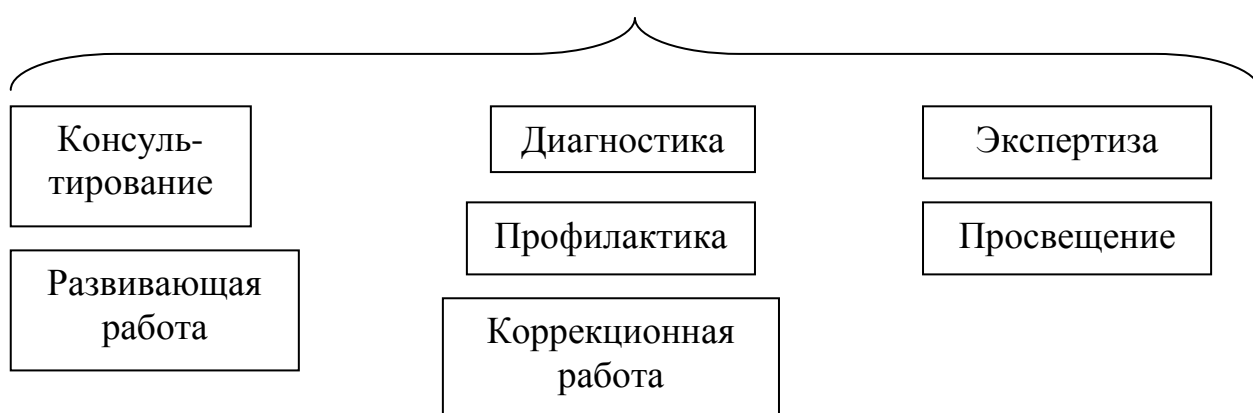 Консуль-
тирование
Диагностика
Экспертиза
Профилактика
Просвещение
Развивающая
работа
Коррекционная
работа